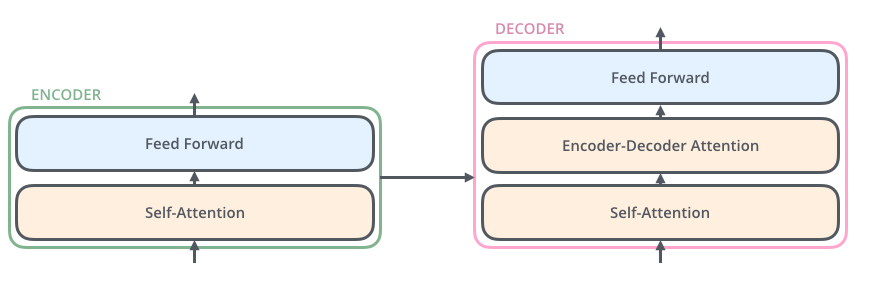 DECODER
Feed Forward
Encoder-Decoder Attention
Self-Attention
ENCODER
Feed Forward
Self-Attention